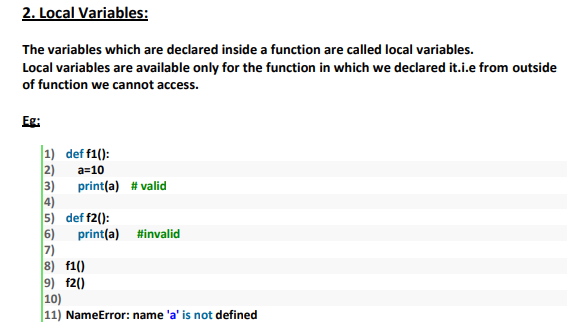 2. Local Variables:
The variables which are declared inside a function are called local variables.
Local variables are available only for the function in which we declared it.i.e from outside
of function we cannot access.
Eg:
1) def f1():
2) a=10
3) print(a) # valid
4)
5) def f2():
6) print(a) #invalid
7)
8) f1()
9) f2()
10)
11) NameError: name 'a' is not defined